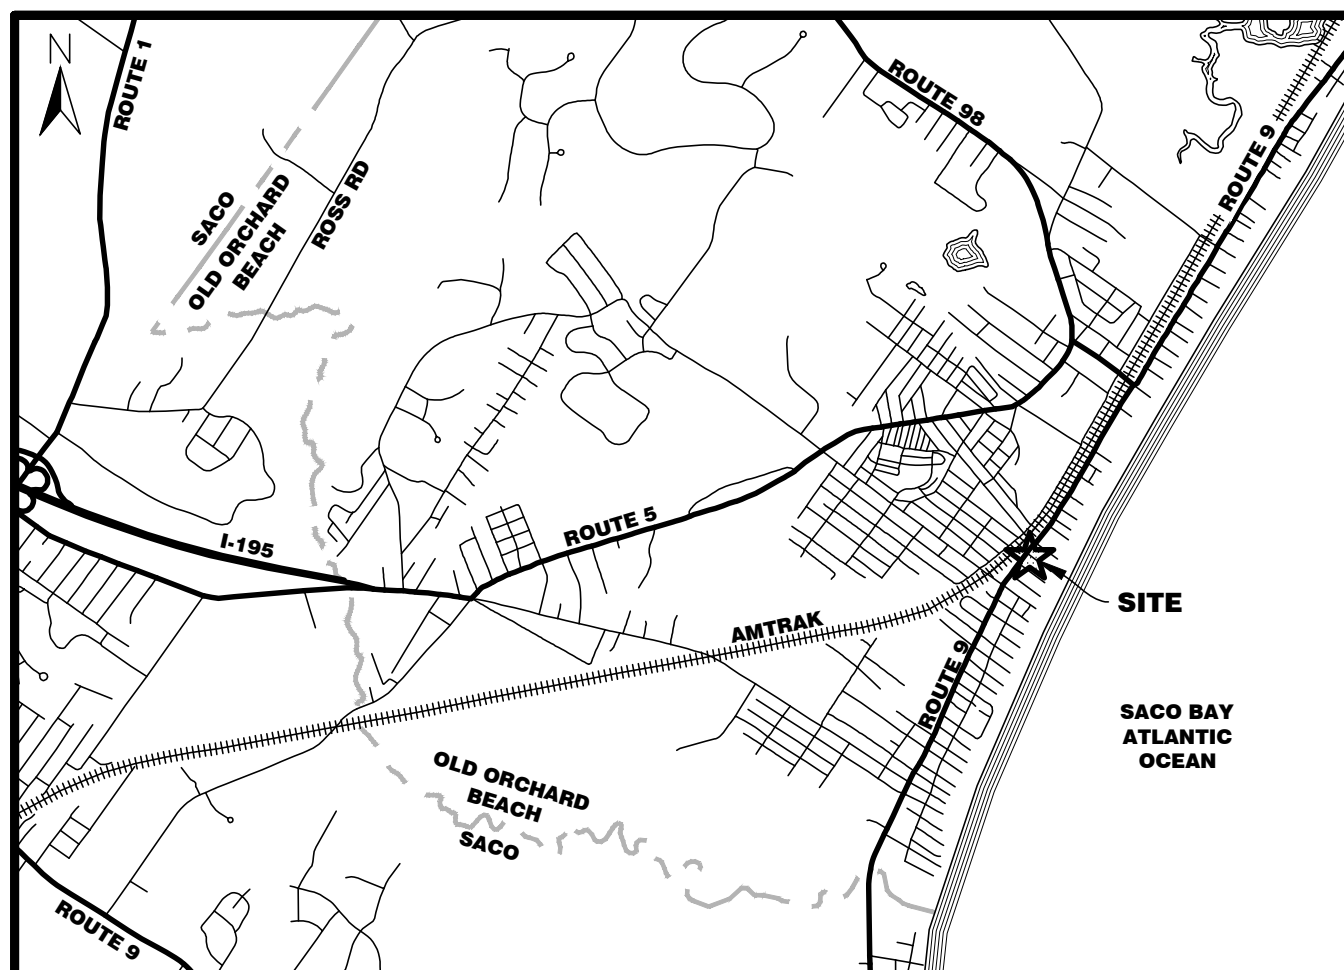 N
ROUTE 1
ROUTE 98
ROUTE 9
SACO
OLD ORCHARD
BEACH
ROSS RD
I-195
ROUTE 5
AMTRAK
SITE
ROUTE 9
SACO BAY
ATLANTIC
OCEAN
OLD ORCHARD
BEACH
SACO
ROUTE 9